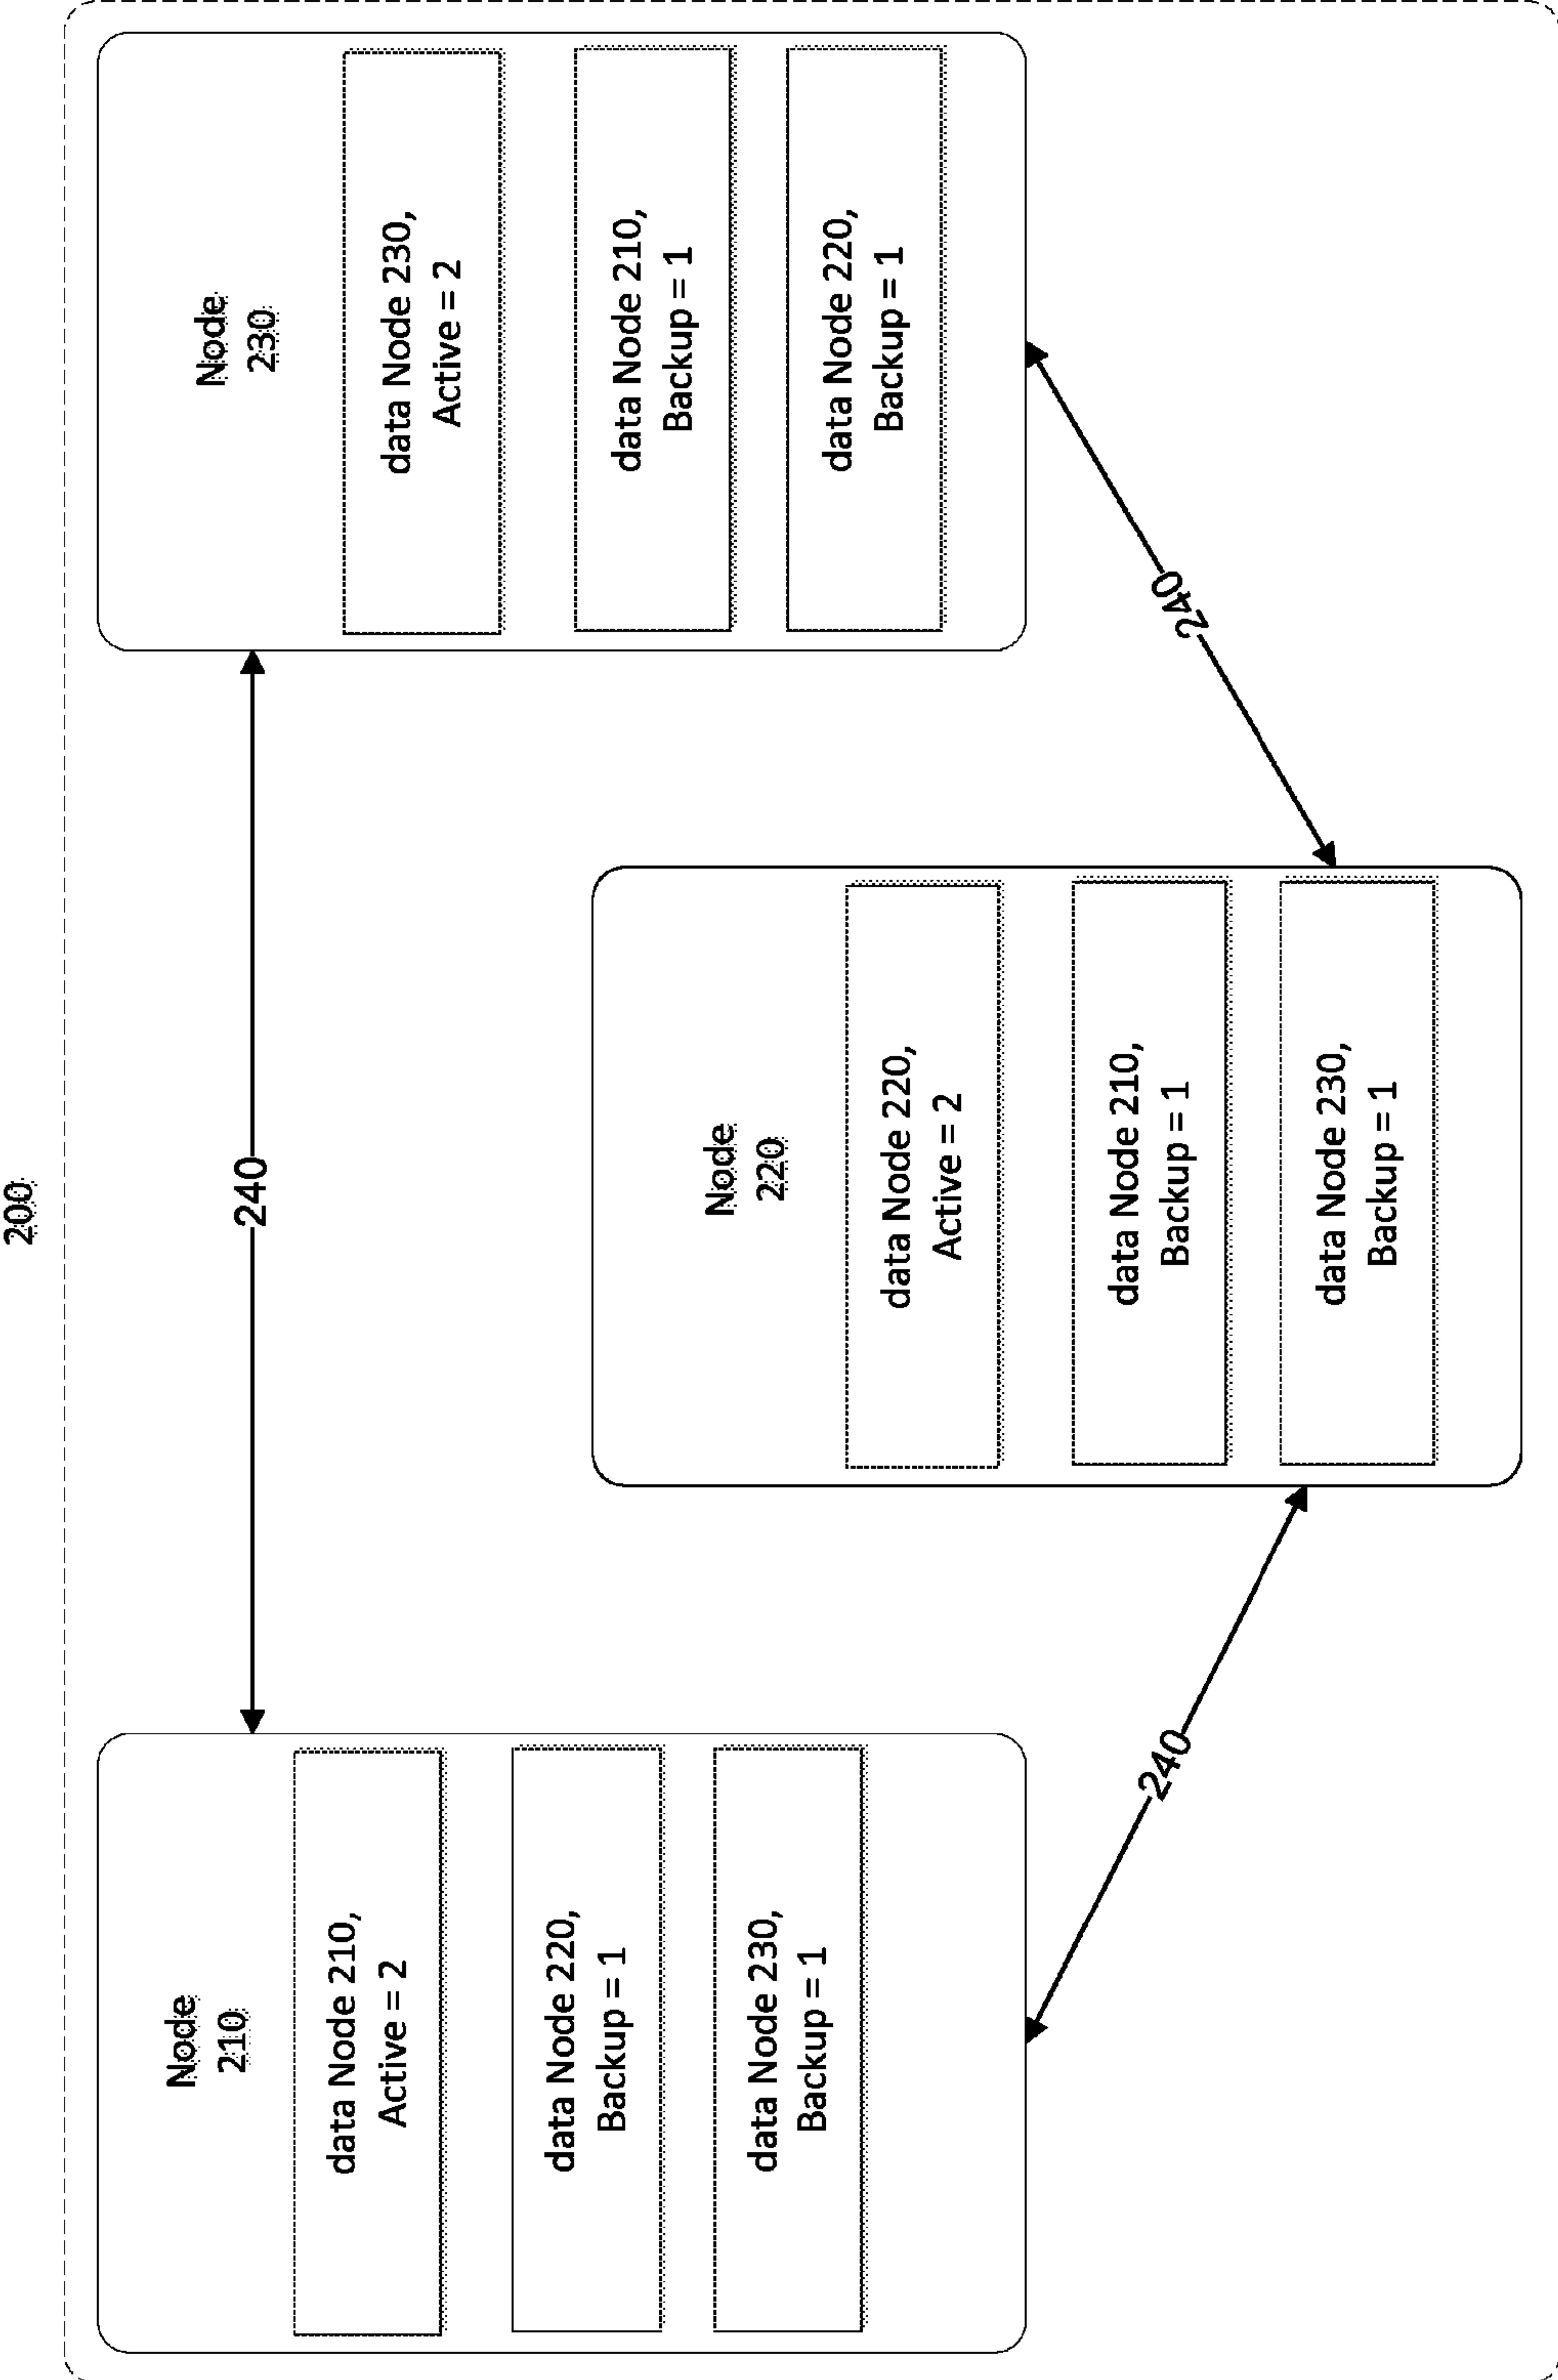 200
240
Node
210
data Node 210,
Active = 2
data Node 220,
Backup = 1
data Node 230,
Backup = 1
Node
220
data Node 220,
Active = 2
data Node 210,
Backup = 1
data Node 230,
Backup = 1
Node
230
data Node 230,
Active = 2
data Node 210,
Backup = 1
data Node 220,
Backup = 1
240
240